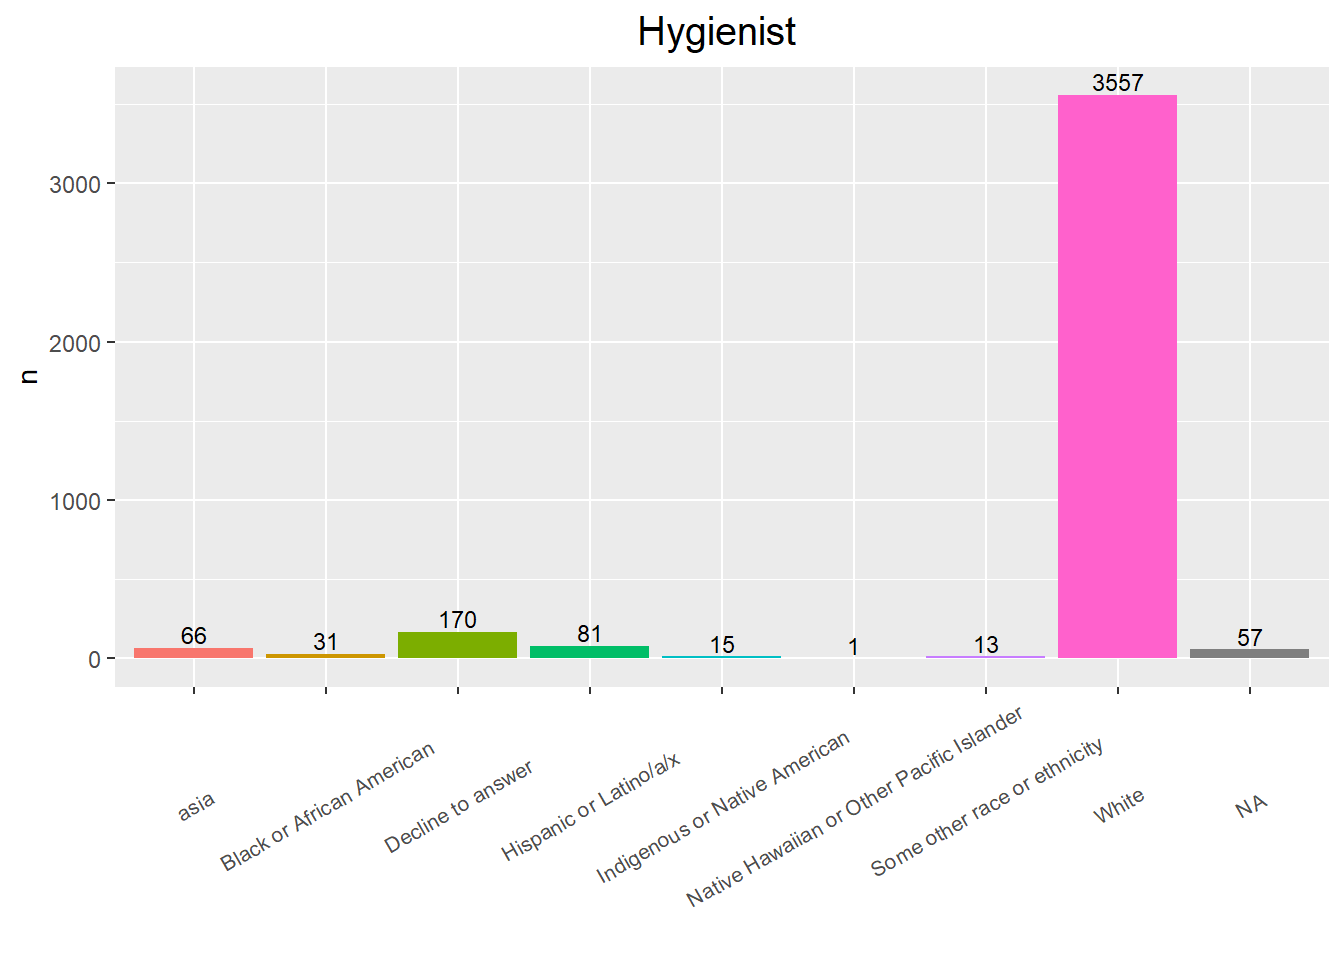 Hygienist
3557
3000
2000
n
1000
170
81
66
31
15
1
13
57
0
asia
Black or African American
Decline to answer
Hispanic or Latino/a/x
Indigenous or Native American
Native Hawaiian or Other Pacific Islander
Some other race or ethnicity
White
NA